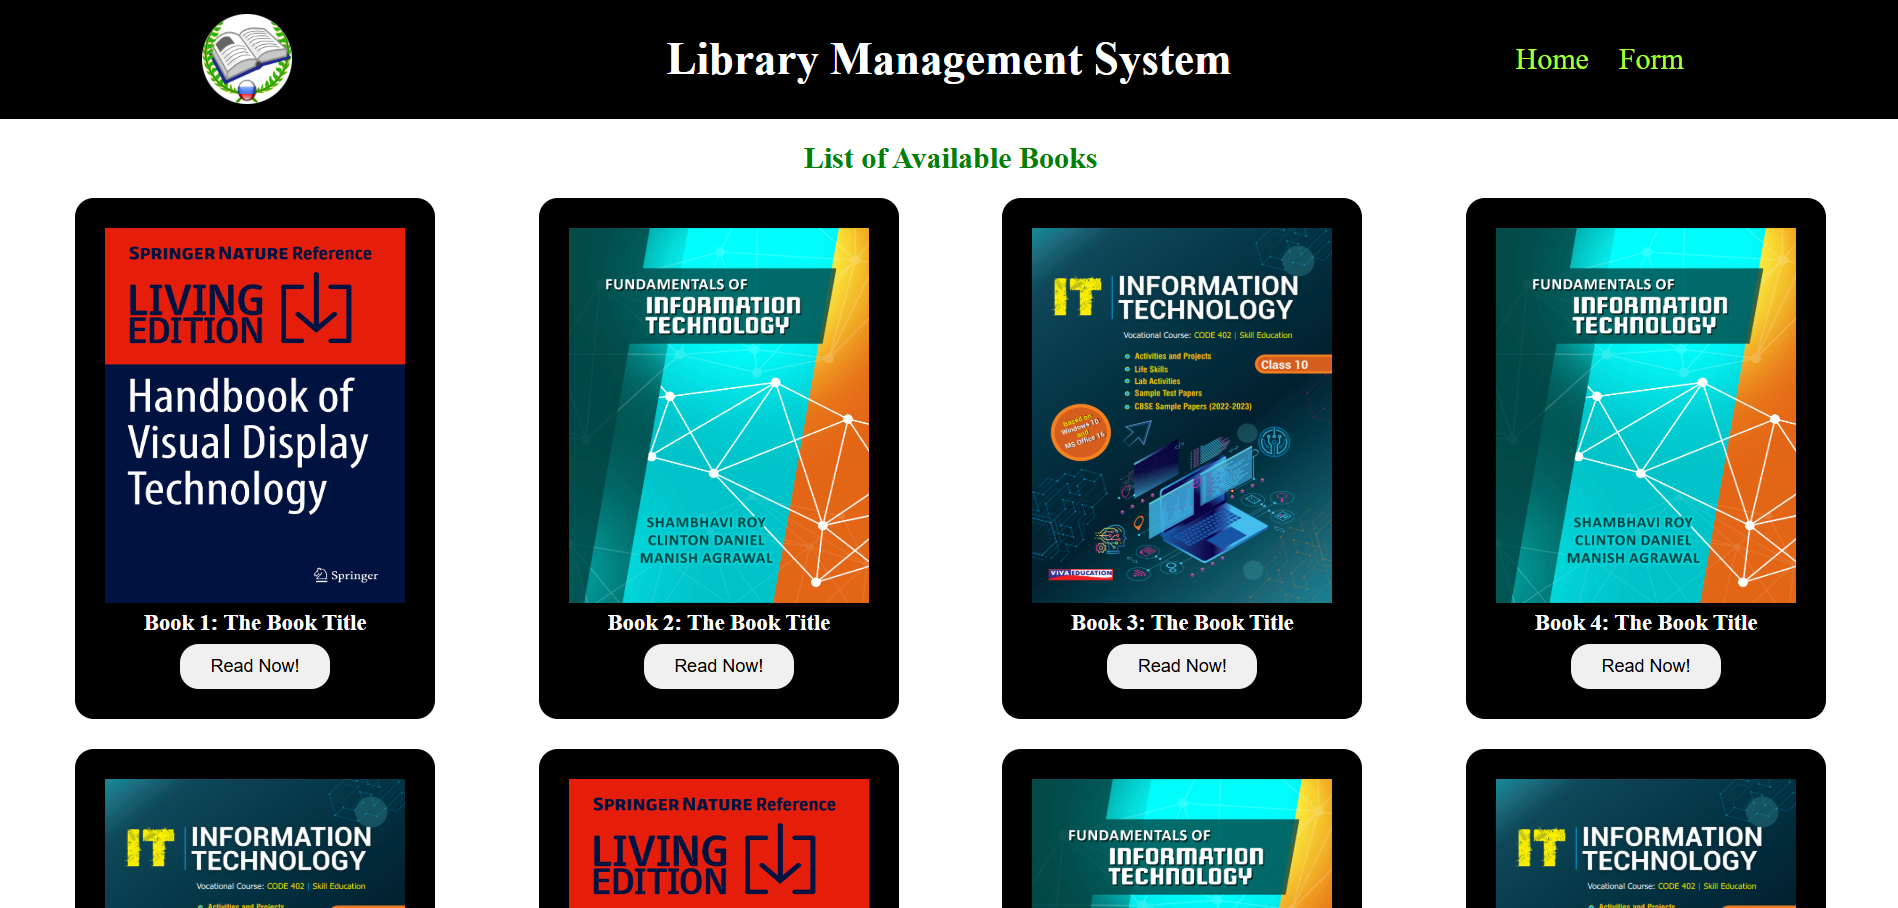 Library Management System
Home Form
List of Available Books
SPRINGER NATURE Reference
LIVING
EDITION
Handbook of
Visual Display
Technology
Springer
Book 1: The Book Title
Read Now!
FUNDAMENTALS OF
INFORMATION
TECHNOLOGY
SHAMBHAVI ROY
CLINTON DANIEL
MANISH AGRAWAL
Book 2: The Book Title
Read Now!
IT INFORMATION
TECHNOLOGY
Vocational Course: CODE 402 | Skill Education
Activities and Projects
Life Skills
Lab Activities
Sample Test Papers
CBSE Sample Papers (2022-2023)
Class 10
based on
Windows 10
and
MS Office 16
VIVA EDUCATION
Book 3: The Book Title
Read Now!
FUNDAMENTALS OF
INFORMATION
TECHNOLOGY
SHAMBHAVI ROY
CLINTON DANIEL
MANISH AGRAWAL
Book 4: The Book Title
Read Now!
IT INFORMATION
TECHNOLOGY
Vocational Course: CODE 402 | Skill Education
Activities and Projects
SPRINGER NATURE Reference
LIVING
EDITION
FUNDAMENTALS OF
INFORMATION
TECHNOLOGY
IT INFORMATION
TECHNOLOGY
Vocational Course: CODE 402 | Skill Education
Activities and Projects